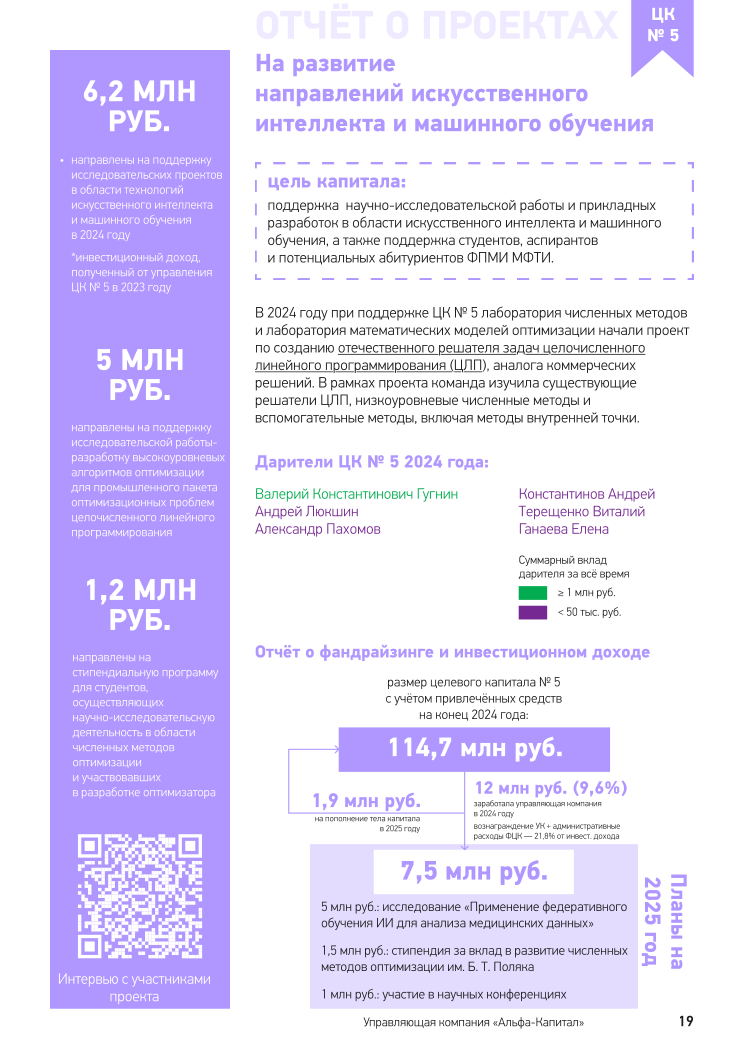 ОТЧЁТ О ПРОЕКТАХ
ЦК
№ 5
На развитие
направлений искусственного
интеллекта и машинного обучения
6,2 МЛН
РУБ.
• направлены на поддержку
исследовательских проектов
в области технологий
искусственного интеллекта
и машинного обучения
в 2024 году
*инвестиционный доход,
полученный от управления
ЦК № 5 в 2023 году
5 МЛН
РУБ.
направлены на поддержку
исследовательской работы-
разработку высокоуровневых
алгоритмов оптимизации
для промышленного пакета
оптимизационных проблем
целочисленного линейного
программирования
1,2 МЛН
РУБ.
направлены на
стипендиальную программу
для студентов,
осуществляющих
научно-исследовательскую
деятельность в области
численных методов
оптимизации
и участвовавших
в разработке оптимизатора
Интервью с участниками
проекта
цель капитала:
поддержка научно-исследовательской работы и прикладных
разработок в области искусственного интеллекта и машинного
обучения, а также поддержка студентов, аспирантов
и потенциальных абитуриентов ФПМИ МФТИ.
В 2024 году при поддержке ЦК № 5 лаборатория численных методов
и лаборатория математических моделей оптимизации начали проект
по созданию отечественного решателя задач целочисленного
линейного программирования (ЦЛП), аналога коммерческих
решений. В рамках проекта команда изучила существующие
решатели ЦЛП, низкоуровневые численные методы и
вспомогательные методы, включая методы внутренней точки.
Дарители ЦК № 5 2024 года:
Валерий Константинович Гугнин
Андрей Люкшин
Александр Пахомов
Константинов Андрей
Терещенко Виталий
Ганаева Елена
Суммарный вклад
дарителя за всё время
≥ 1 млн руб.
< 50 тыс. руб.
Отчёт о фандрайзинге и инвестиционном доходе
размер целевого капитала № 5
с учётом привлечённых средств
на конец 2024 года:
114,7 млн руб.
1,9 млн руб.
на пополнение тела капитала
в 2025 году
12 млн руб. (9,6%)
заработала управляющая компания
в 2024 году
вознаграждение УК + административные
расходы ФЦК — 21,8% от инвест. дохода
7,5 млн руб.
5 млн руб.: исследование «Применение федеративного
обучения ИИ для анализа медицинских данных»
1,5 млн руб.: стипендия за вклад в развитие численных
методов оптимизации им. Б. Т. Поляка
1 млн руб.: участие в научных конференциях
Планы на
2025 год
Управляющая компания «Альфа-Капитал»
19